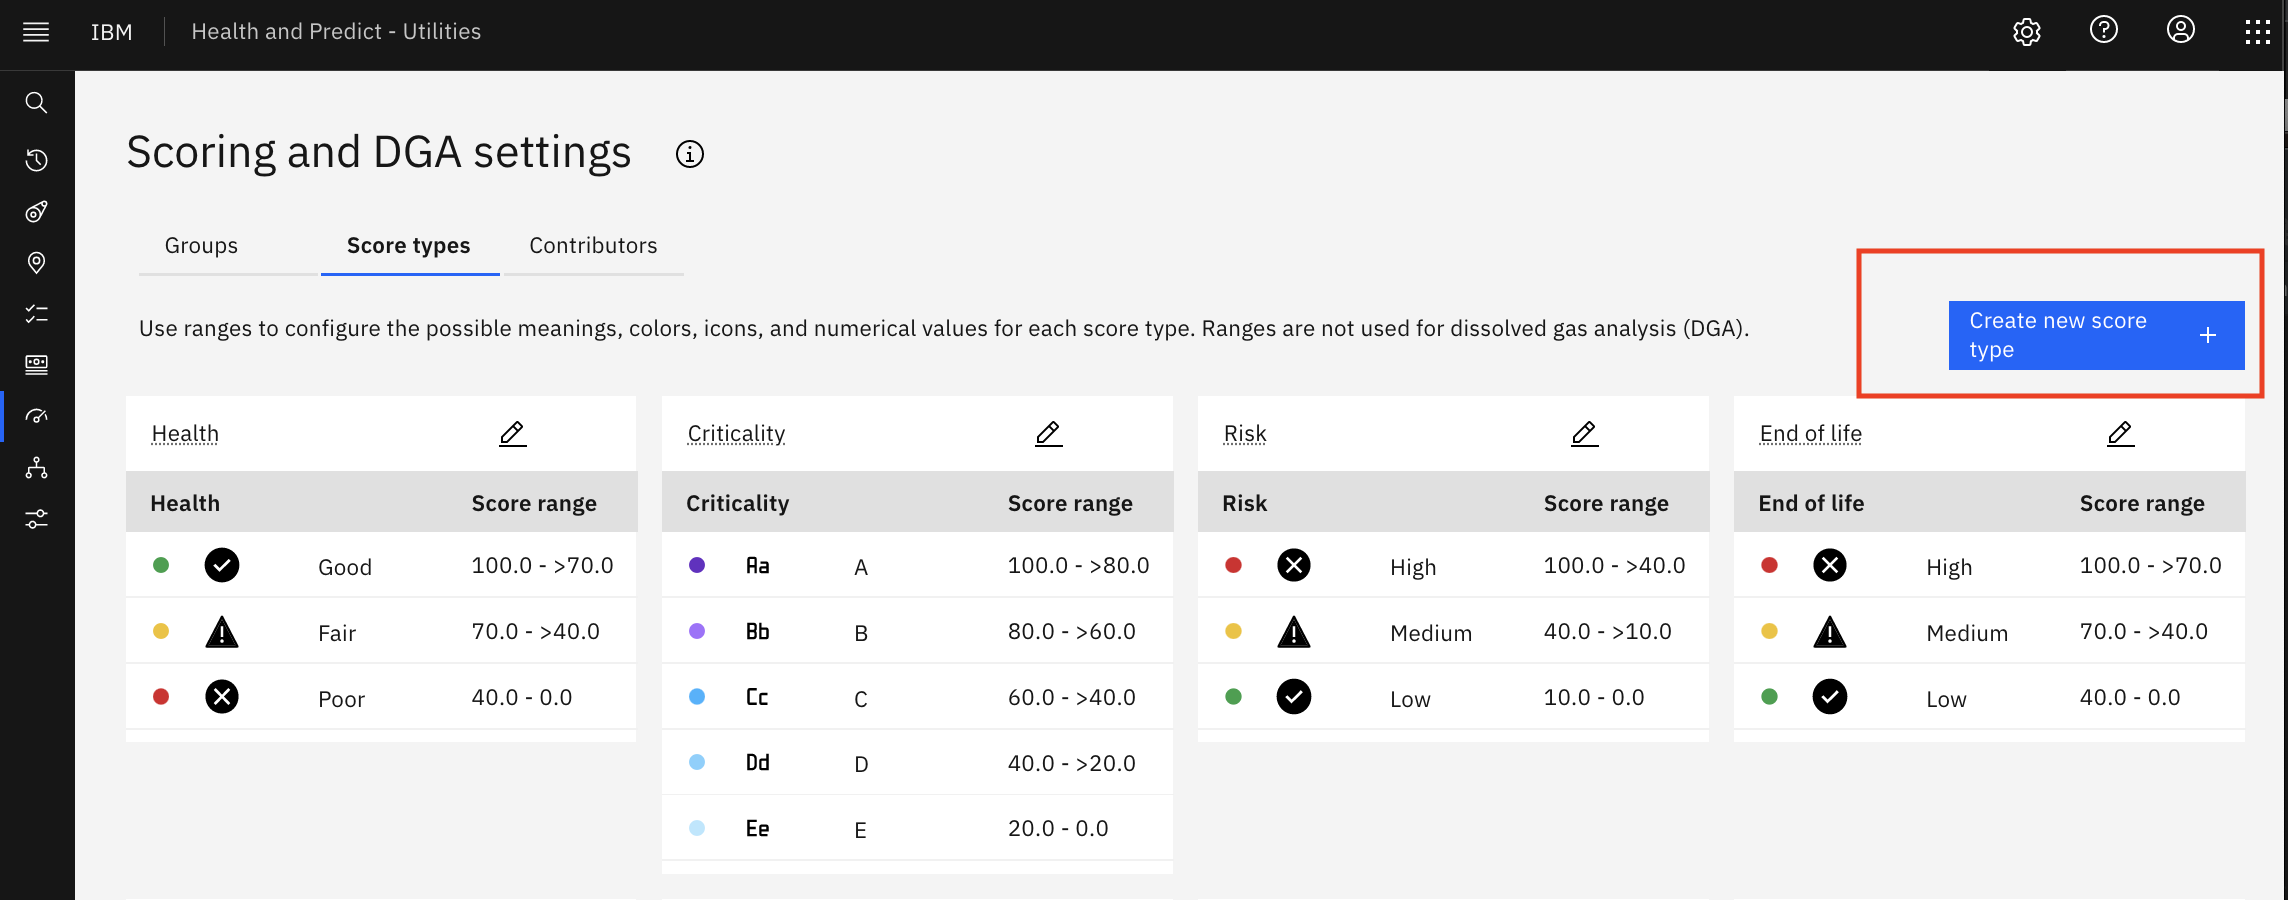 IBM Health and Predict - Utilities
Scoring and DGA settings
Groups Score types Contributors
Use ranges to configure the possible meanings, colors, icons, and numerical values for each score type. Ranges are not used for dissolved gas analysis (DGA).
Create new score
type
Health
Health Score range
Good 100.0 - >70.0
Fair 70.0 - >40.0
Poor 40.0 - 0.0
Criticality
Criticality Score range
Aa A 100.0 - >80.0
Bb B 80.0 - >60.0
Cc C 60.0 - >40.0
Dd D 40.0 - >20.0
Ee E 20.0 - 0.0
Risk
Risk Score range
High 100.0 - >40.0
Medium 40.0 - >10.0
Low 10.0 - 0.0
End of life
End of life Score range
High 100.0 - >70.0
Medium 70.0 - >40.0
Low 40.0 - 0.0